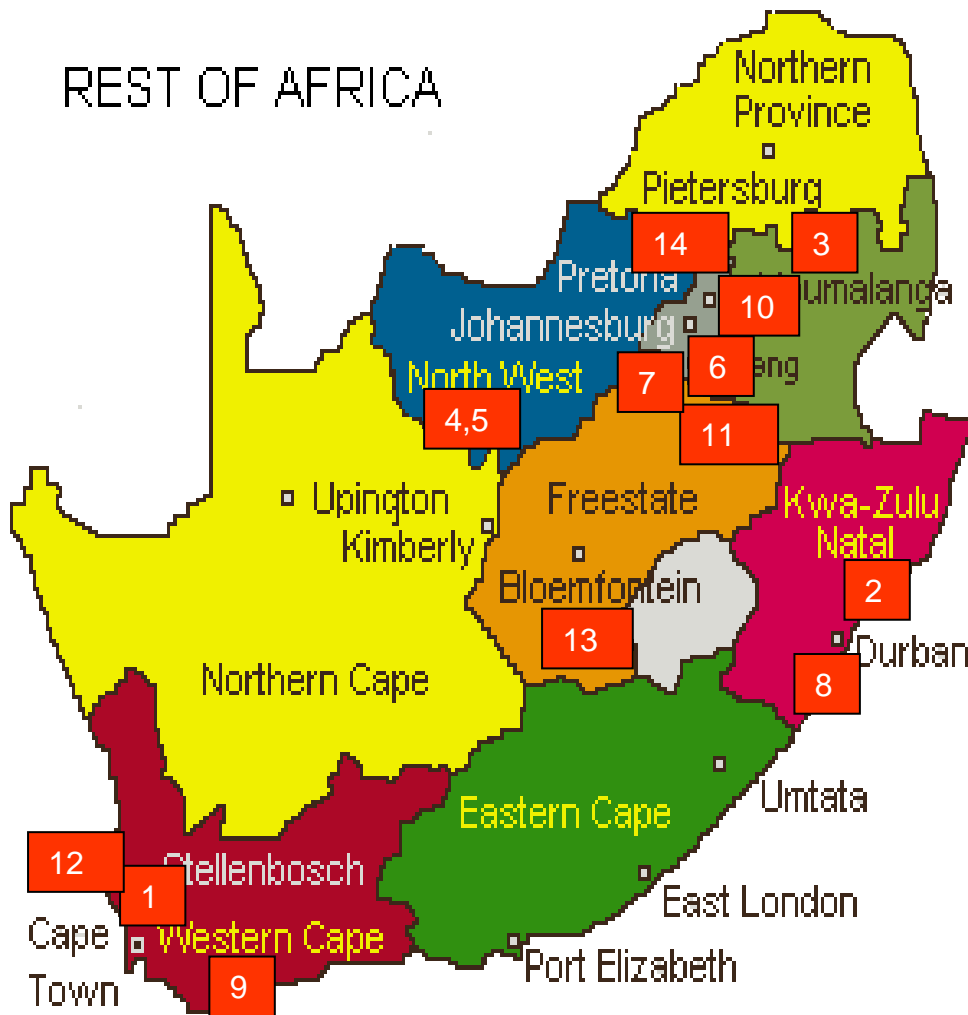 REST OF AFRICA
Northern
Province
Pietersburg
14
3
Pretoria
10
Johannesburg
6
7
North West
4,5
11
Upington
Freestate
Kwa-Zulu
Natal
Kimberly
Bloemfontein
2
13
Durban
8
Northern Cape
Umtata
Eastern Cape
12
Stellenbosch
1
East London
Cape
Town
Western Cape
Port Elizabeth
9